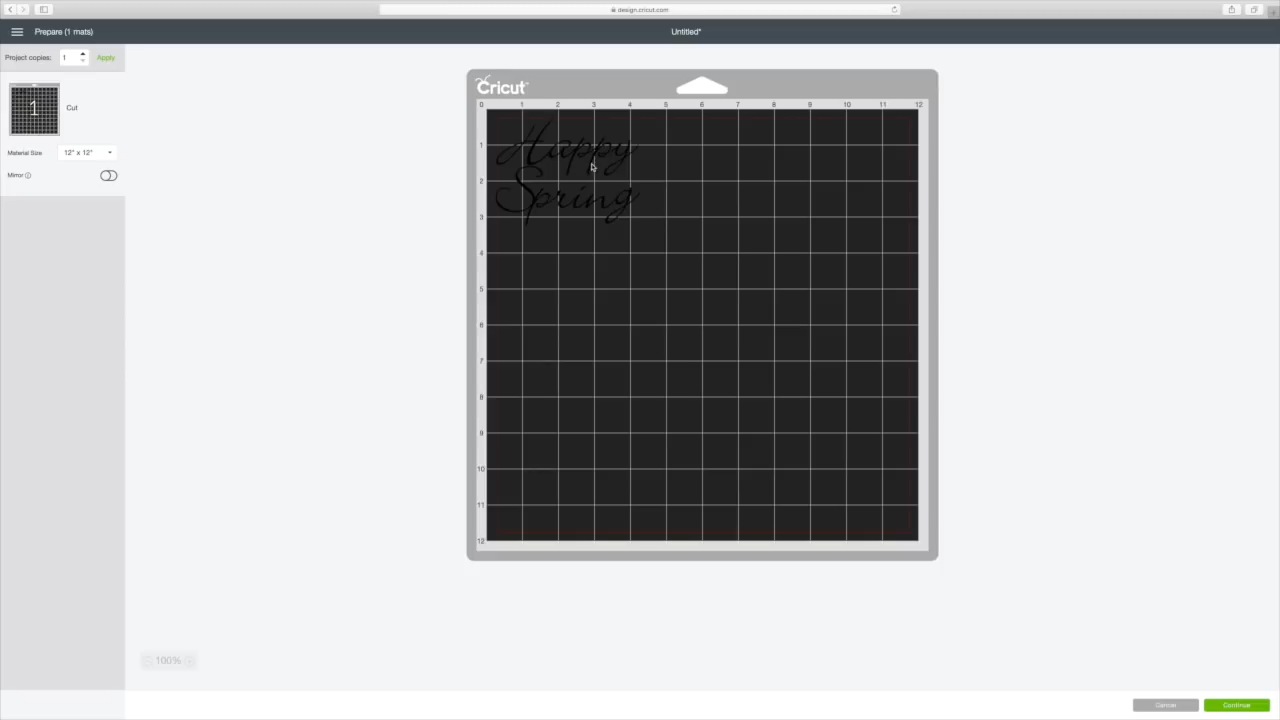 design.cricut.com
Prepare (1 mats)
Untitled*
Project copies: 1 Apply
1
Cut
Material Size 12" x 12"
Mirror
Cricut
0 1 2 3 4 5 6 7 8 9 10 11 12
1
2
3
4
5
6
7
8
9
10
11
12
Happy
Spring
100%
Cancel Continue